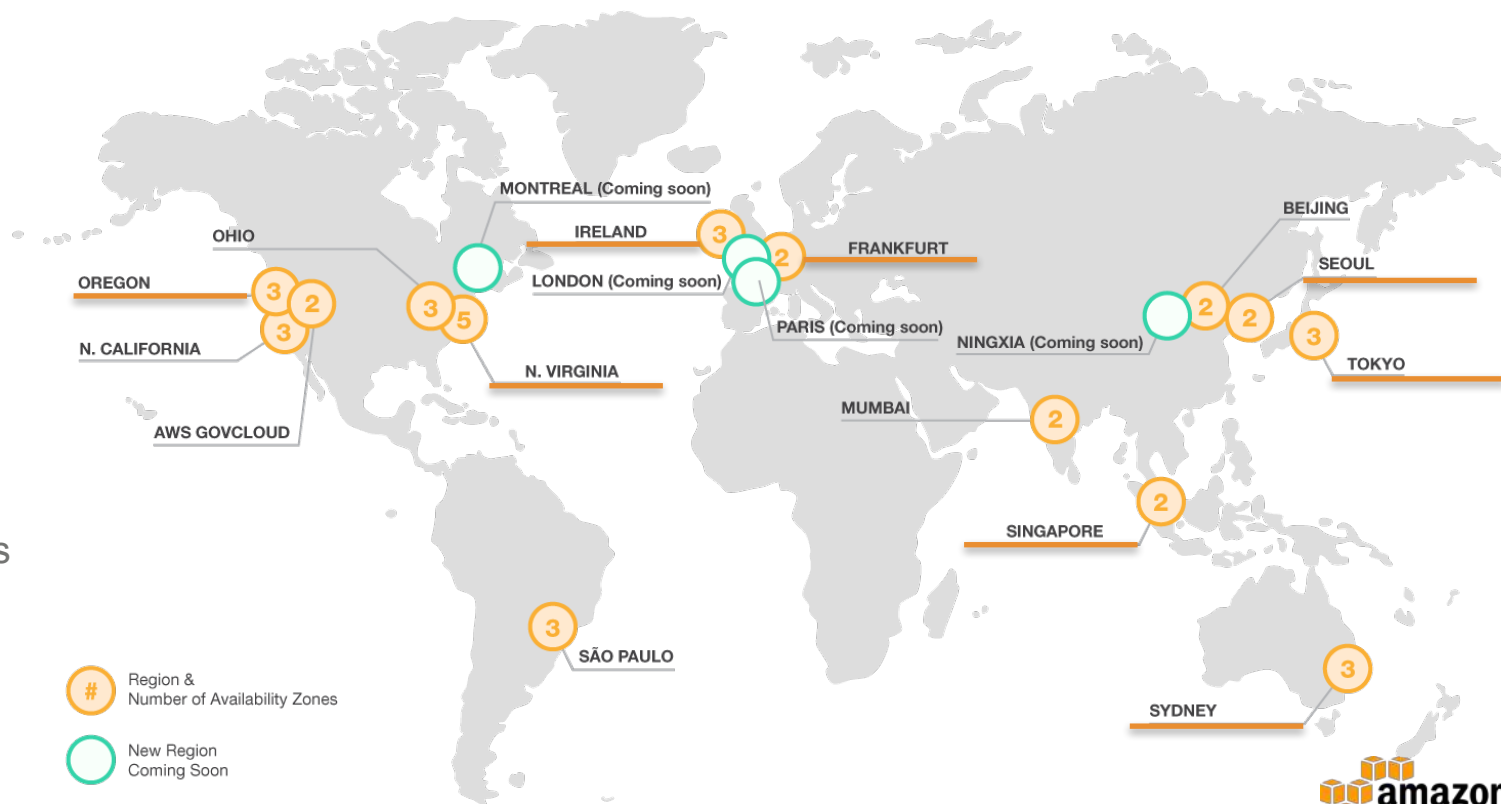 MONTREAL (Coming soon)
BEIJING
IRELAND
3
OHIO
2
FRANKFURT
SEOUL
OREGON
3
2
LONDON (Coming soon)
3
5
2
2
3
PARIS (Coming soon)
NINGXIA (Coming soon)
3
N. CALIFORNIA
N. VIRGINIA
TOKYO
MUMBAI
2
AWS GOVCLOUD
2
SINGAPORE
3
SÃO PAULO
3
SYDNEY
#
Region &
Number of Availability Zones
New Region
Coming Soon
amazon